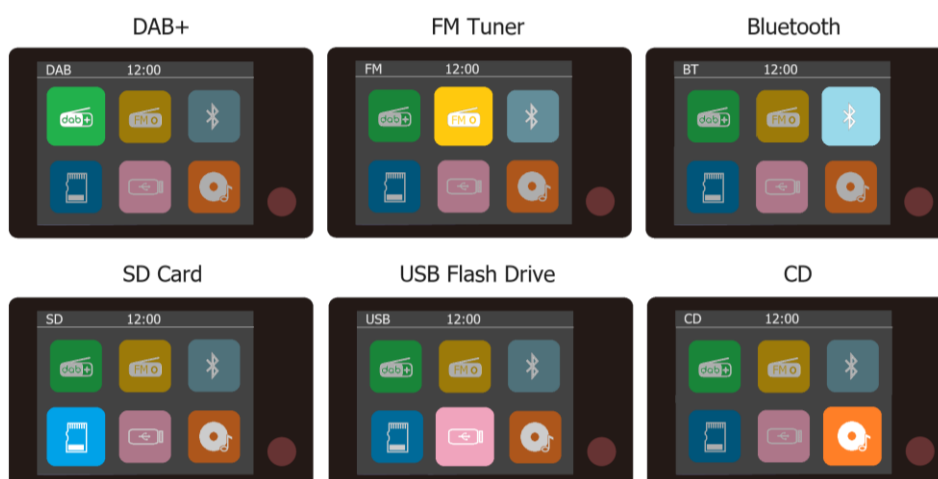 DAB+
FM Tuner
Bluetooth
DAB 12:00
FM 12:00
BT 12:00
dab+
FM
dab+
FM
dab+
FM
SD Card
USB Flash Drive
CD
SD 12:00
USB 12:00
CD 12:00
dab+
FM
dab+
FM
dab+
FM